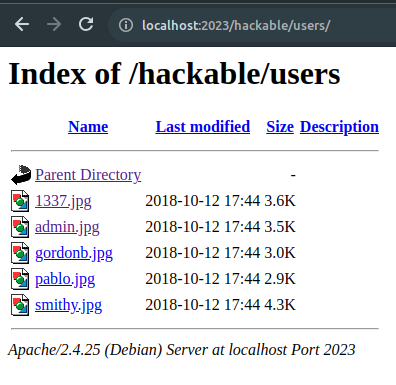 localhost:2023/hackable/users/
Index of /hackable/users
Name Last modified Size Description
Parent Directory -
1337.jpg 2018-10-12 17:44 3.6K
admin.jpg 2018-10-12 17:44 3.5K
gordonb.jpg 2018-10-12 17:44 3.0K
pablo.jpg 2018-10-12 17:44 2.9K
smithy.jpg 2018-10-12 17:44 4.3K
Apache/2.4.25 (Debian) Server at localhost Port 2023